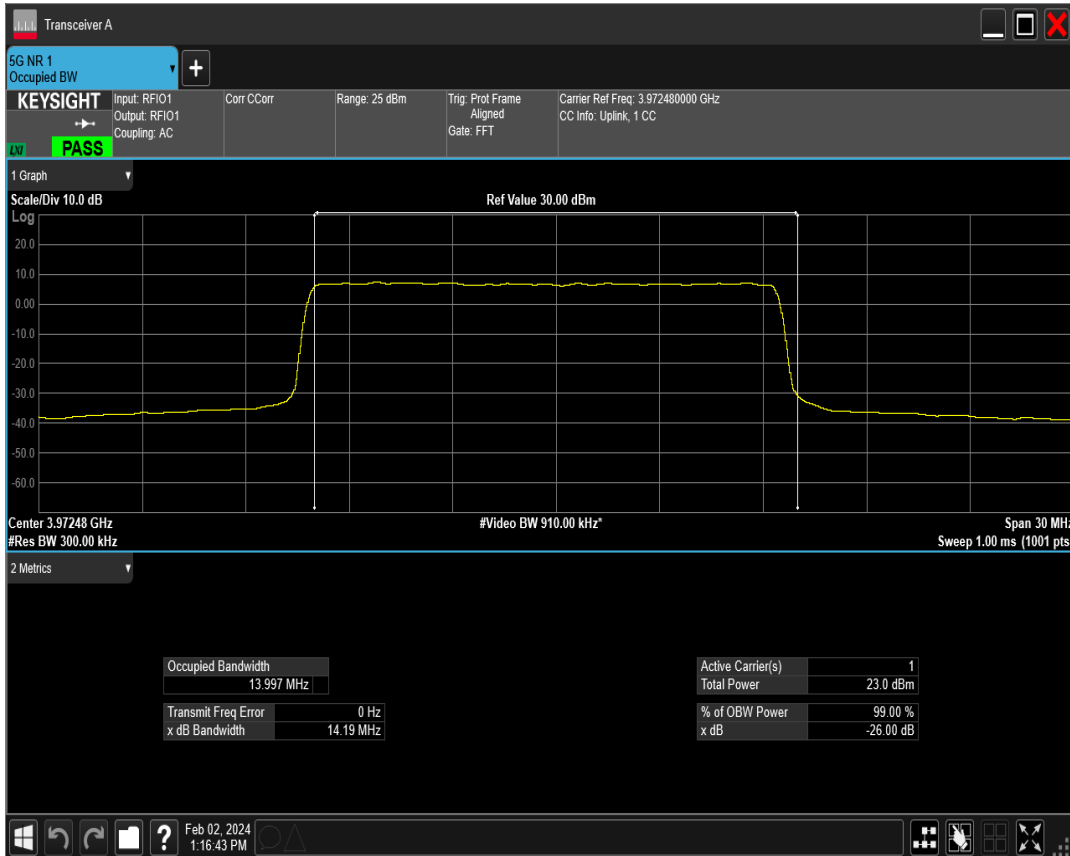 Transceiver A
5G NR 1
Occupied BW
+
KEYSIGHT
Input: RFIO1
Output: RFIO1
Coupling: AC
Corr CCorr
Range: 25 dBm
Trig: Prot Frame
Aligned
Gate: FFT
Carrier Ref Freq: 3.972480000 GHz
CC Info: Uplink, 1 CC
LXI
PASS
1 Graph
Scale/Div 10.0 dB
Ref Value 30.00 dBm
Log
20.0
10.0
0.00
-10.0
-20.0
-30.0
-40.0
-50.0
-60.0
Center 3.97248 GHz
#Video BW 910.00 kHz*
Span 30 MHz
#Res BW 300.00 kHz
Sweep 1.00 ms (1001 pts
2 Metrics
Occupied Bandwidth
13.997 MHz
Transmit Freq Error 0 Hz
x dB Bandwidth 14.19 MHz
Active Carrier(s) 1
Total Power 23.0 dBm
% of OBW Power 99.00 %
x dB -26.00 dB
?
Feb 02, 2024
1:16:43 PM